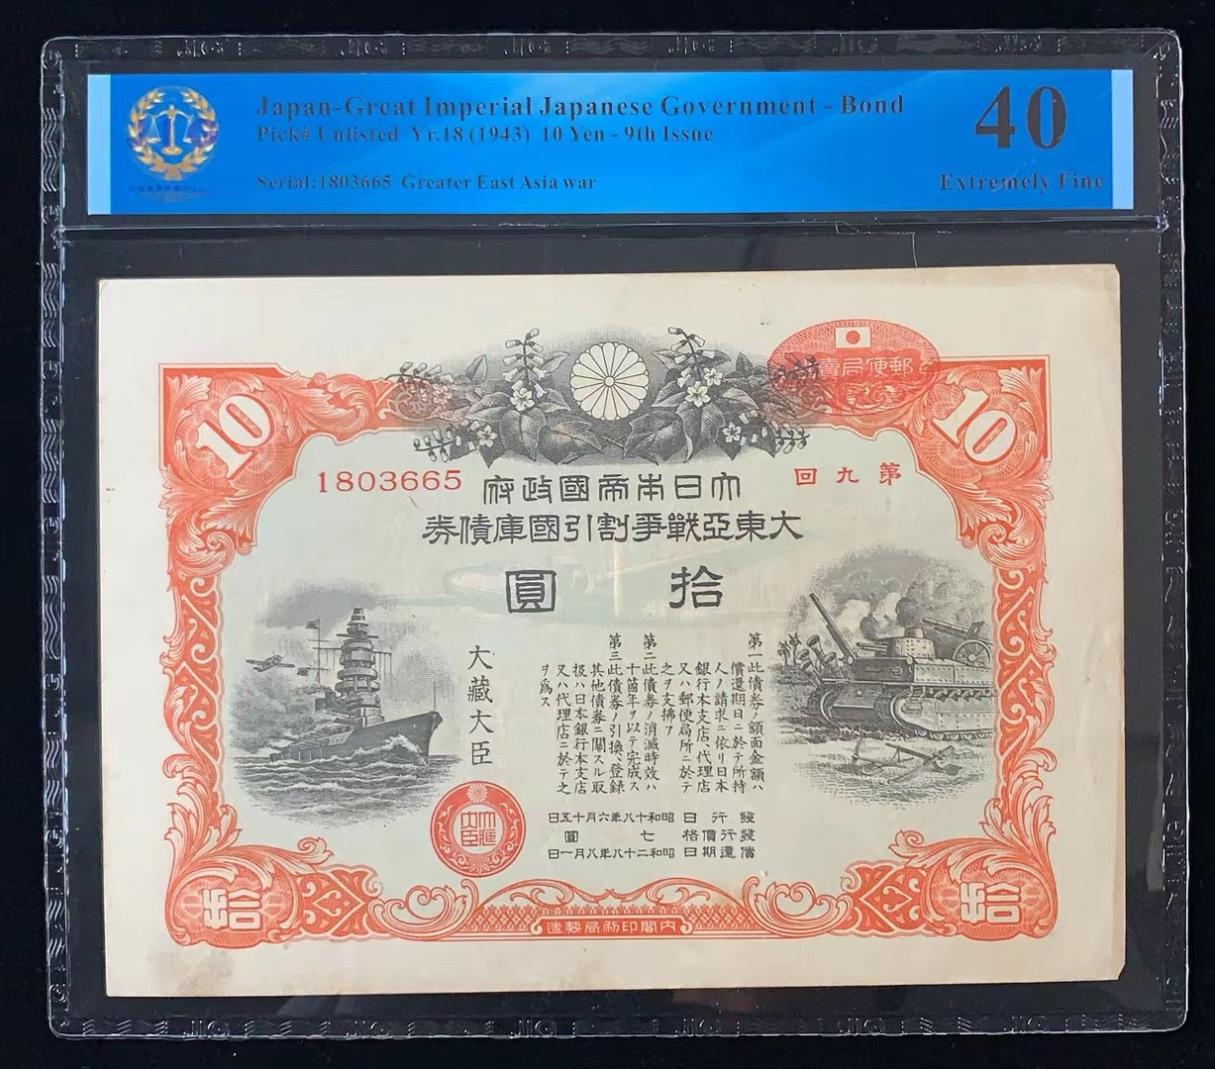 Japan-Great Imperial Japanese Government - Bond
Pick# Unlisted Yr.18 (1943) 10 Yen - 9th Issue
Serial:1803665 Greater East Asia war
40
Extremely Fine
郵便局賣出
10
10
1803665
第九回
大日本帝國政府
大東亞戰爭割引國庫債券
拾圓
第一此債券ノ額面金額ハ
償還期日ニ於テ所持
人ノ請求ニ依リ日本
銀行本支店、代理店
又ハ郵便局所ニ於テ
之ヲ支拂フ
第二此債券ノ消滅時效ハ
十箇年ヲ以テ完成ス
第三此債券ノ引換、登錄
其他債券ニ關スル取
扱ハ日本銀行本支店
又ハ代理店ニ於テ之
ヲ爲ス
大藏大臣
大藏大臣
發行日 昭和十八年六月十五日
發行價格 七圓
償還期日 昭和二十八年八月一日
拾
拾
內閣印刷局製造